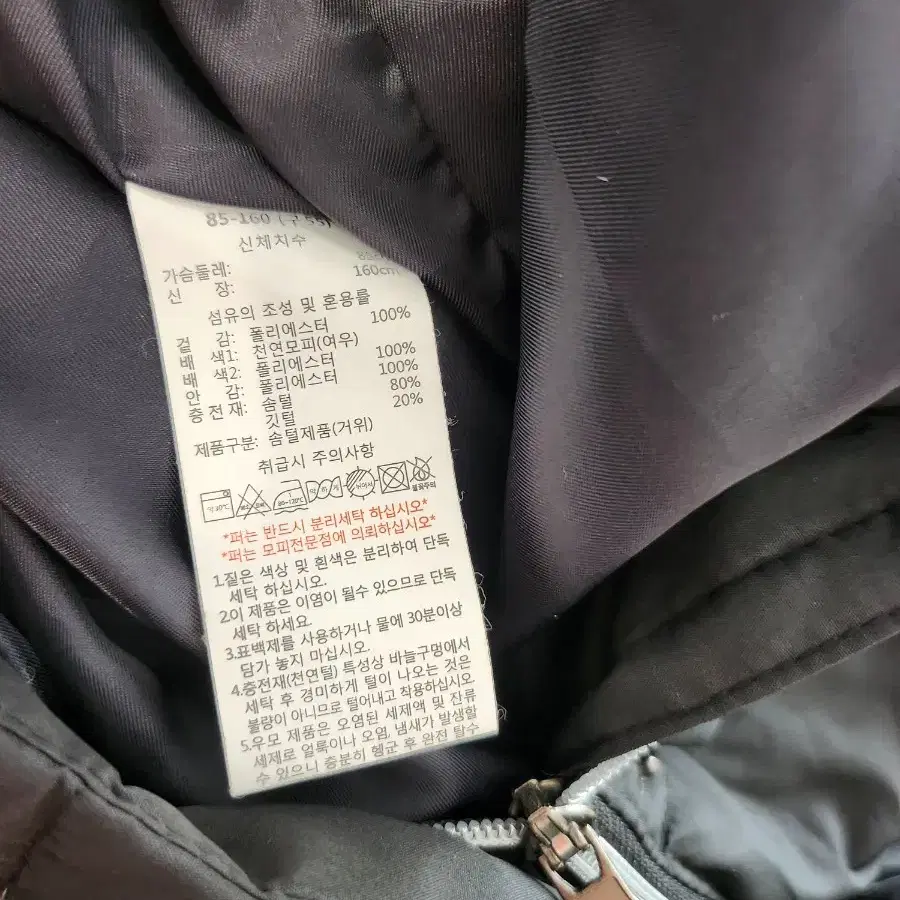 85-160 (구 55)
신체치수
가슴둘레:
신 장: 160cm
섬유의 조성 및 혼용률
겉 감: 폴리에스터 100%
배 색1: 천연모피(여우)
배 색2: 폴리에스터 100%
안 감: 폴리에스터 100%
충 전 재: 솜털 80%
깃털 20%
제품구분: 솜털제품(거위)
취급시 주의사항
약 30℃
80~120℃
약하게
드라이
*퍼는 반드시 분리세탁 하십시오*
*퍼는 모피전문점에 의뢰하십시오*
1.짙은 색상 및 흰색은 분리하여 단독
세탁 하십시오.
2.이 제품은 이염이 될수 있으므로 단독
세탁 하세요.
3.표백제를 사용하거나 물에 30분이상
담가 놓지 마십시오.
4.충전재(천연털) 특성상 바늘구멍에서
세탁 후 경미하게 털이 나오는 것은
불량이 아니므로 털어내고 착용하십시오.
5.우모 제품은 오염된 세제액 및 잔류
세제로 얼룩이나 오염, 냄새가 발생할
수 있으니 충분히 헹군 후 완전 탈수